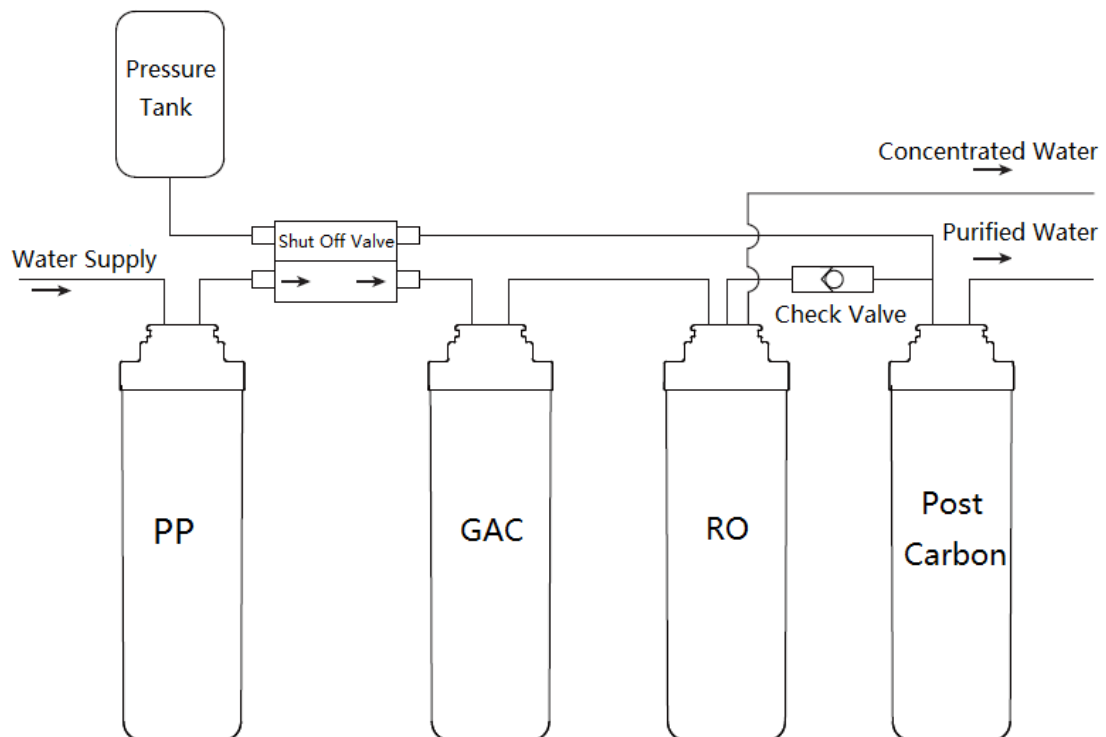 Pressure
Tank
Concentrated Water
Shut Off Valve
Purified Water
Water Supply
Check Valve
PP
GAC
RO
Post
Carbon